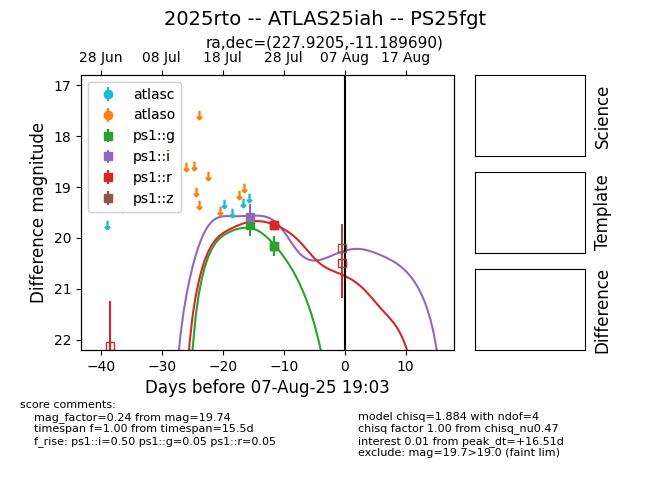 2025rto -- ATLAS25iah -- PS25fgt
ra,dec=(227.9205,-11.189690)
28 Jun 08 Jul 18 Jul 28 Jul 07 Aug 17 Aug
17
18
19
20
21
22
Difference magnitude
atlasc
atlaso
ps1::g
ps1::i
ps1::r
ps1::z
−40 −30 −20 −10 0 10
Days before 07-Aug-25 19:03
Science
Template
Difference
score comments:
mag_factor=0.24 from mag=19.74
timespan f=1.00 from timespan=15.5d
f_rise: ps1::i=0.50 ps1::g=0.05 ps1::r=0.05
model chisq=1.884 with ndof=4
chisq factor 1.00 from chisq_nu0.47
interest 0.01 from peak_dt=+16.51d
exclude: mag=19.7>19.0 (faint lim)